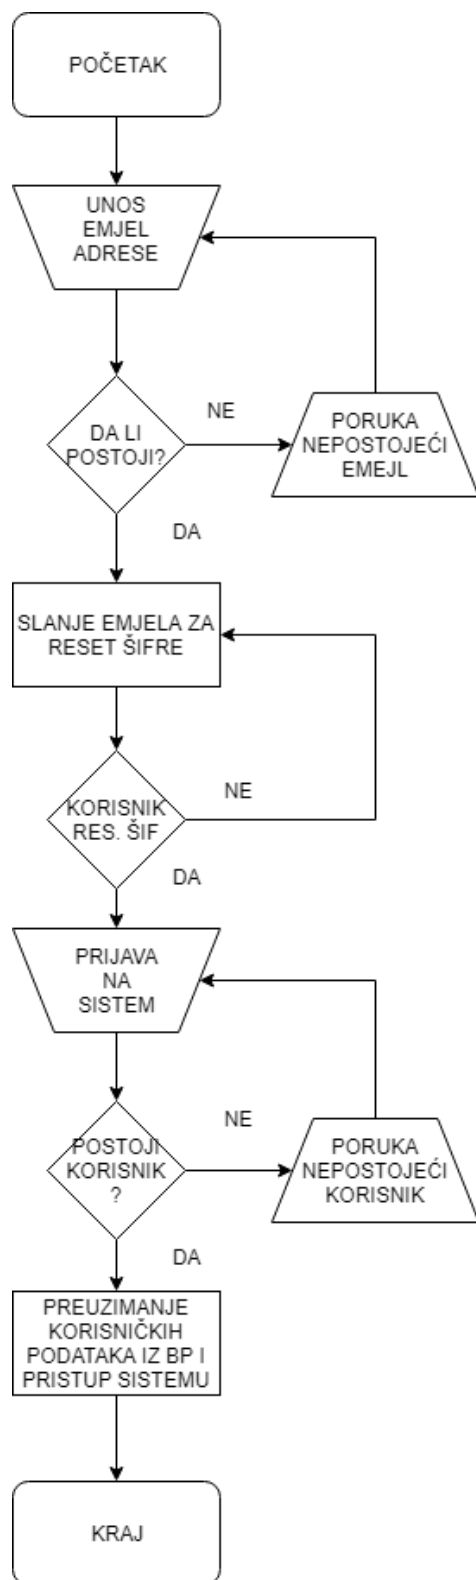 POČETAK
UNOS
EMJEL
ADRESE
DA LI
POSTOJI?
NE
PORUKA
NEPOSTOJEĆI
EMEJL
DA
SLANJE EMJELA ZA
RESET ŠIFRE
KORISNIK
RES. ŠIF
NE
DA
PRIJAVA
NA
SISTEM
POSTOJI
KORISNIK
?
NE
PORUKA
NEPOSTOJEĆI
KORISNIK
DA
PREUZIMANJE
KORISNIČKIH
PODATAKA IZ BP I
PRISTUP SISTEMU
KRAJ